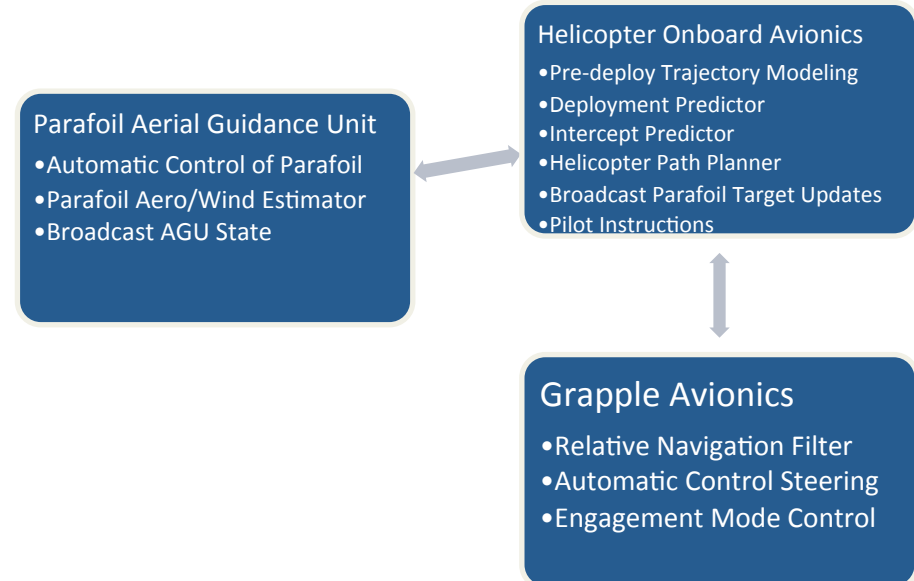 Parafoil Aerial Guidance Unit
•Automatic Control of Parafoil
•Parafoil Aero/Wind Estimator
•Broadcast AGU State
Helicopter Onboard Avionics
•Pre-deploy Trajectory Modeling
•Deployment Predictor
•Intercept Predictor
•Helicopter Path Planner
•Broadcast Parafoil Target Updates
•Pilot Instructions
Grapple Avionics
•Relative Navigation Filter
•Automatic Control Steering
•Engagement Mode Control